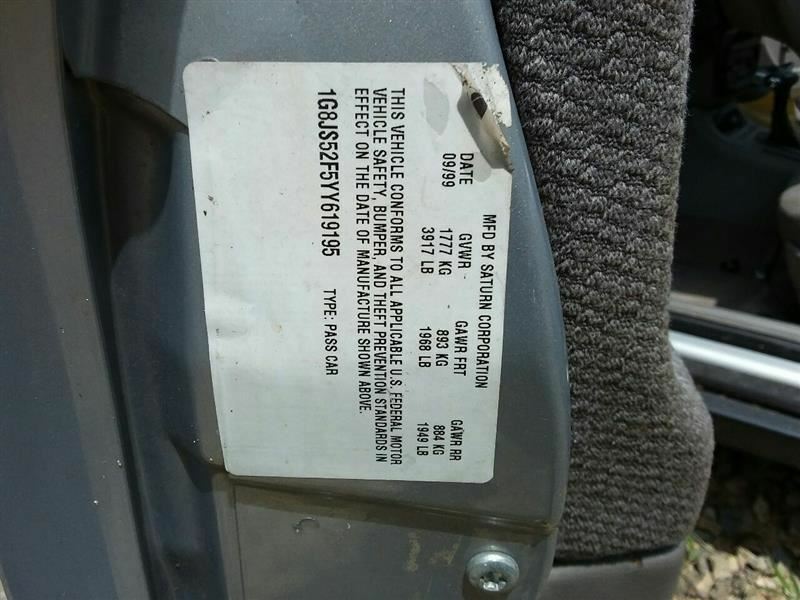 MFD BY SATURN CORPORATION
DATE GVWR GAWR FRT GAWR RR
09/99 1777 KG 893 KG 884 KG
3917 LB 1968 LB 1949 LB
THIS VEHICLE CONFORMS TO ALL APPLICABLE U.S. FEDERAL MOTOR
VEHICLE SAFETY, BUMPER, AND THEFT PREVENTION STANDARDS IN
EFFECT ON THE DATE OF MANUFACTURE SHOWN ABOVE.
1G8JS52F5YY619195 TYPE: PASS CAR